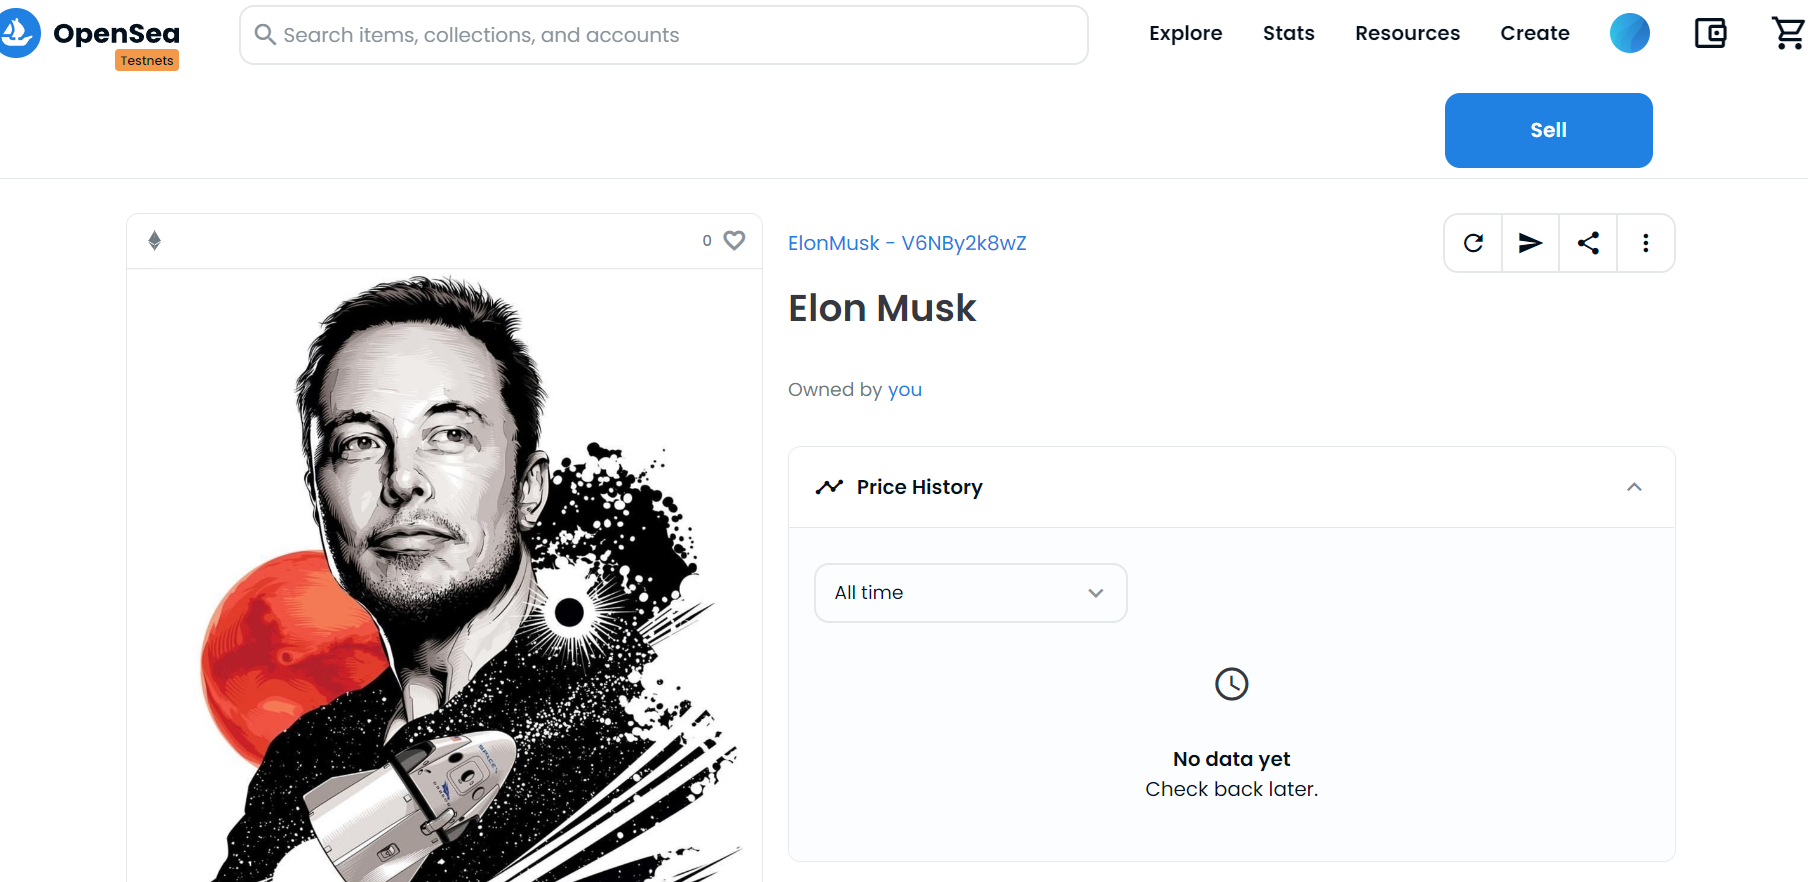 OpenSea
Testnets
Search items, collections, and accounts
Explore
Stats
Resources
Create
Sell
0
ElonMusk - V6NBy2k8wZ
Elon Musk
Owned by you
Price History
All time
No data yet
Check back later.
SPACEX